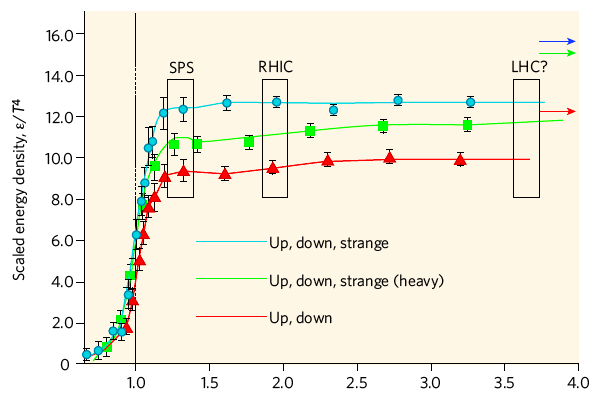 16.0
14.0
12.0
10.0
8.0
6.0
4.0
2.0
0
Scaled energy density, ε/T⁴
SPS
RHIC
LHC?
Up, down, strange
Up, down, strange (heavy)
Up, down
1.0
1.5
2.0
2.5
3.0
3.5
4.0